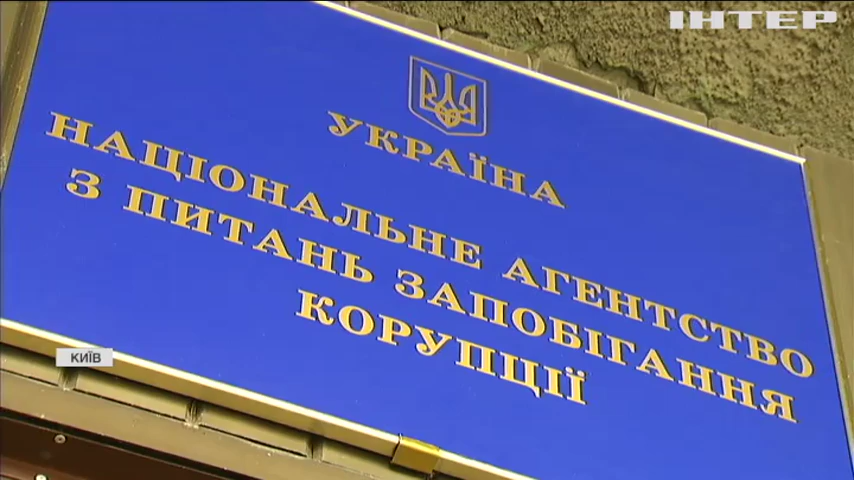 ІНТЕР
УКРАЇНА
НАЦІОНАЛЬНЕ АГЕНТСТВО
З ПИТАНЬ ЗАПОБІГАННЯ
КОРУПЦІЇ
КИЇВ